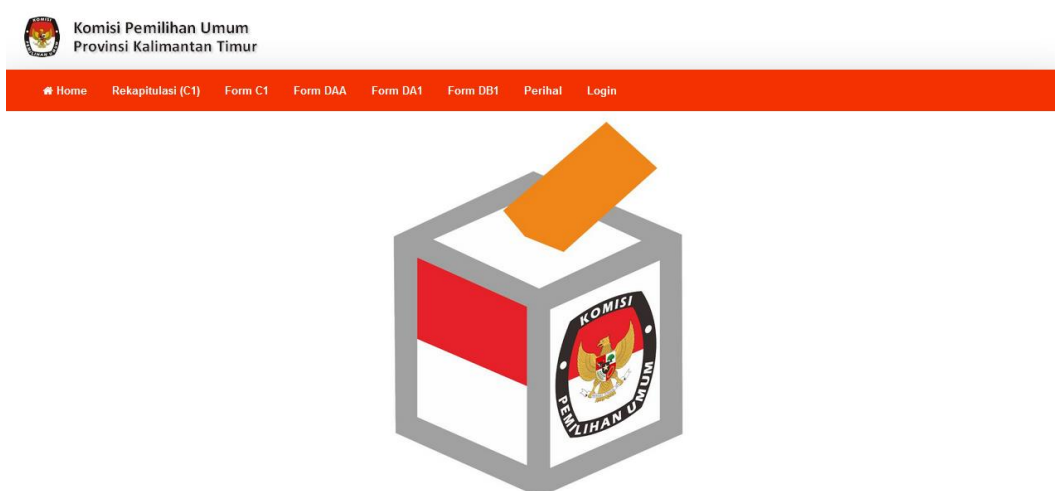 Komisi Pemilihan Umum
Provinsi Kalimantan Timur
Home Rekapitulasi (C1) Form C1 Form DAA Form DA1 Form DB1 Perihal Login
KOMISI
PEMILIHAN UMUM